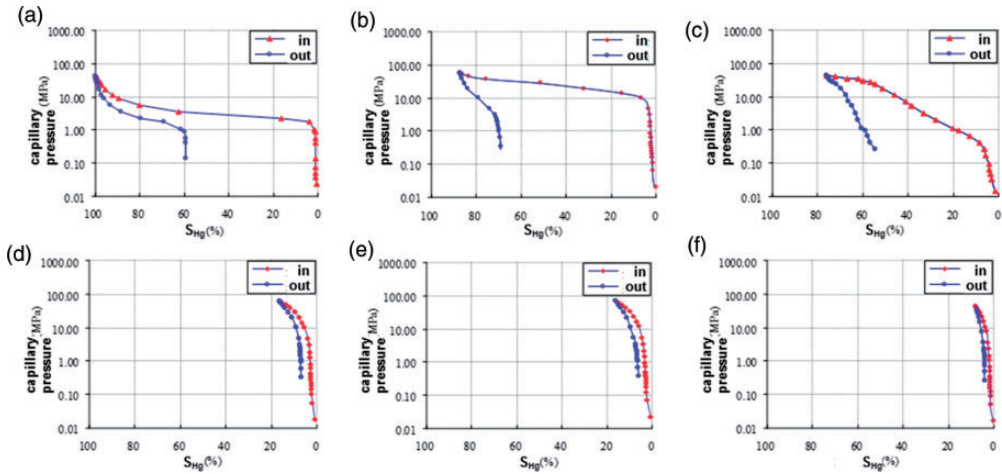 (a)
1000.00
100.00
10.00
1.00
0.10
0.01
capillary
pressure (MPa)
in
out
100 80 60 40 20 0
SHg(%)
(b)
1000.00
100.00
10.00
1.00
0.10
0.01
capillary
pressure (MPa)
in
out
100 80 60 40 20 0
SHg(%)
(c)
1000.00
100.00
10.00
1.00
0.10
0.01
capillary
pressure (MPa)
in
out
100 80 60 40 20 0
SHg(%)
(d)
1000.00
100.00
10.00
1.00
0.10
0.01
capillary
pressure (MPa)
in
out
100 80 60 40 20 0
SHg(%)
(e)
1000.00
100.00
10.00
1.00
0.10
0.01
capillary
pressure (MPa)
in
out
100 80 60 40 20 0
SHg(%)
(f)
1000.00
100.00
10.00
1.00
0.10
0.01
capillary
pressure (MPa)
in
out
100 80 60 40 20 0
SHg(%)